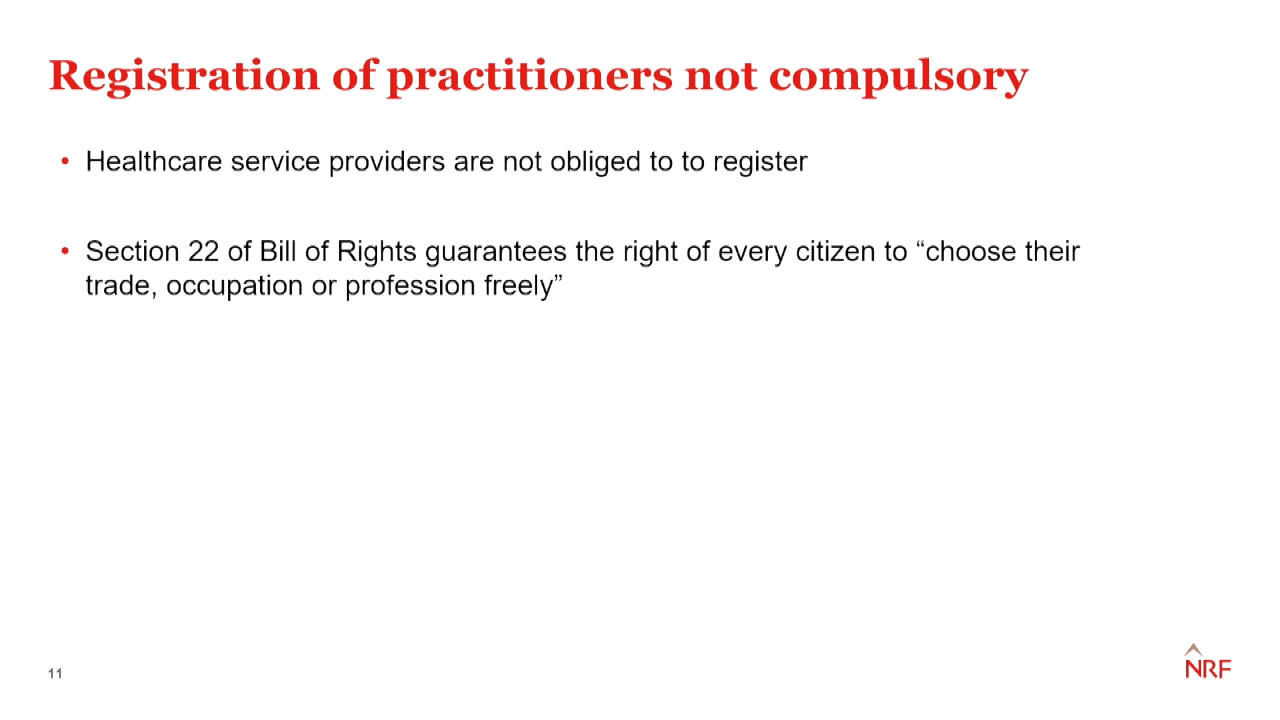 Registration of practitioners not compulsory
• Healthcare service providers are not obliged to to register
• Section 22 of Bill of Rights guarantees the right of every citizen to “choose their
trade, occupation or profession freely”
11
NRF